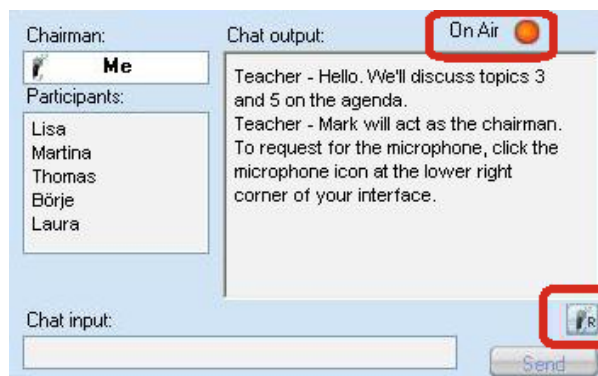 Chairman:
Me
Participants:
Lisa
Martina
Thomas
Börje
Laura
Chat output:
On Air
Teacher - Hello. We'll discuss topics 3
and 5 on the agenda.
Teacher - Mark will act as the chairman.
To request for the microphone, click the
microphone icon at the lower right
corner of your interface.
R
Chat input:
Send